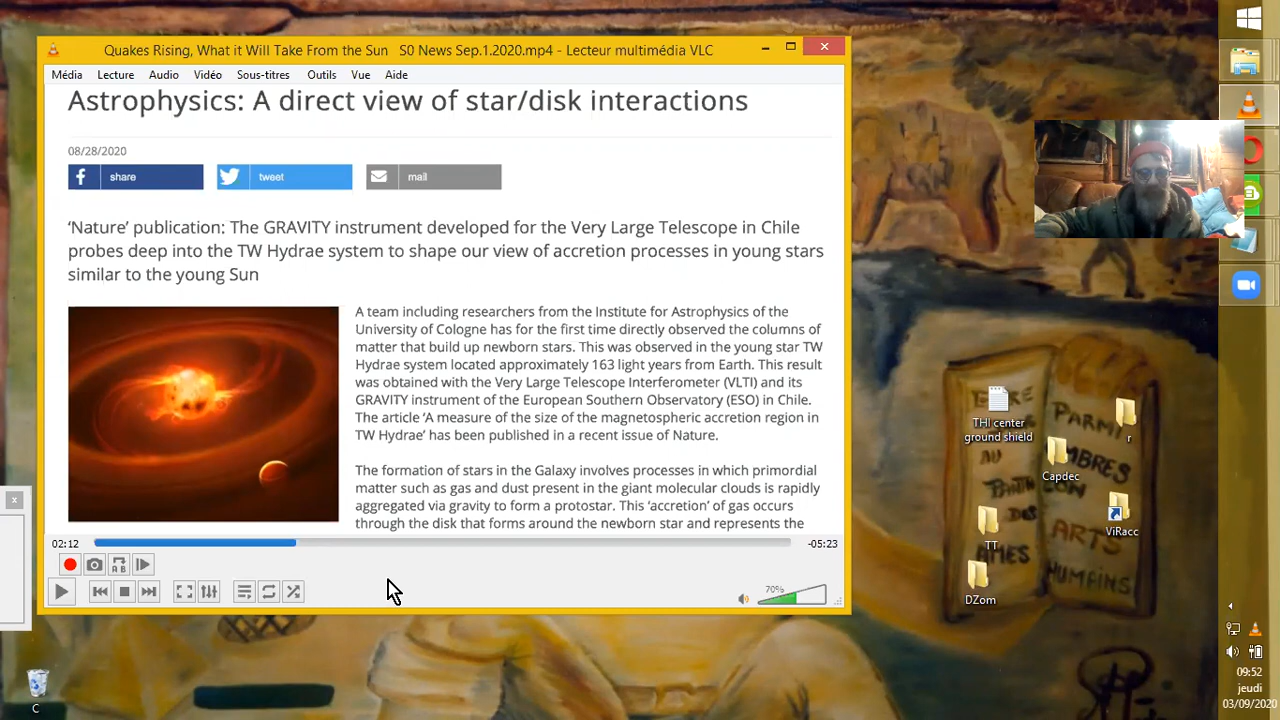 Quakes Rising, What it Will Take From the Sun   S0 News Sep.1.2020.mp4 - Lecteur multimédia VLC
Média Lecture Audio Vidéo Sous-titres Outils Vue Aide
Astrophysics: A direct view of star/disk interactions
08/28/2020
share tweet mail
‘Nature’ publication: The GRAVITY instrument developed for the Very Large Telescope in Chile
probes deep into the TW Hydrae system to shape our view of accretion processes in young stars
similar to the young Sun
A team including researchers from the Institute for Astrophysics of the
University of Cologne has for the first time directly observed the columns of
matter that build up newborn stars. This was observed in the young star TW
Hydrae system located approximately 163 light years from Earth. This result
was obtained with the Very Large Telescope Interferometer (VLTI) and its
GRAVITY instrument of the European Southern Observatory (ESO) in Chile.
The article ‘A measure of the size of the magnetospheric accretion region in
TW Hydrae’ has been published in a recent issue of Nature.
The formation of stars in the Galaxy involves processes in which primordial
matter such as gas and dust present in the giant molecular clouds is rapidly
aggregated via gravity to form a protostar. This ‘accretion’ of gas occurs
through the disk that forms around the newborn star and represents the
02:12 -05:23
70%
THI center
ground shield
r
Capdec
ViRacc
TT
DZom
AU
DES
AMES
PARMI
ARTS
HUMAINS
C
09:52
jeudi
03/09/2020